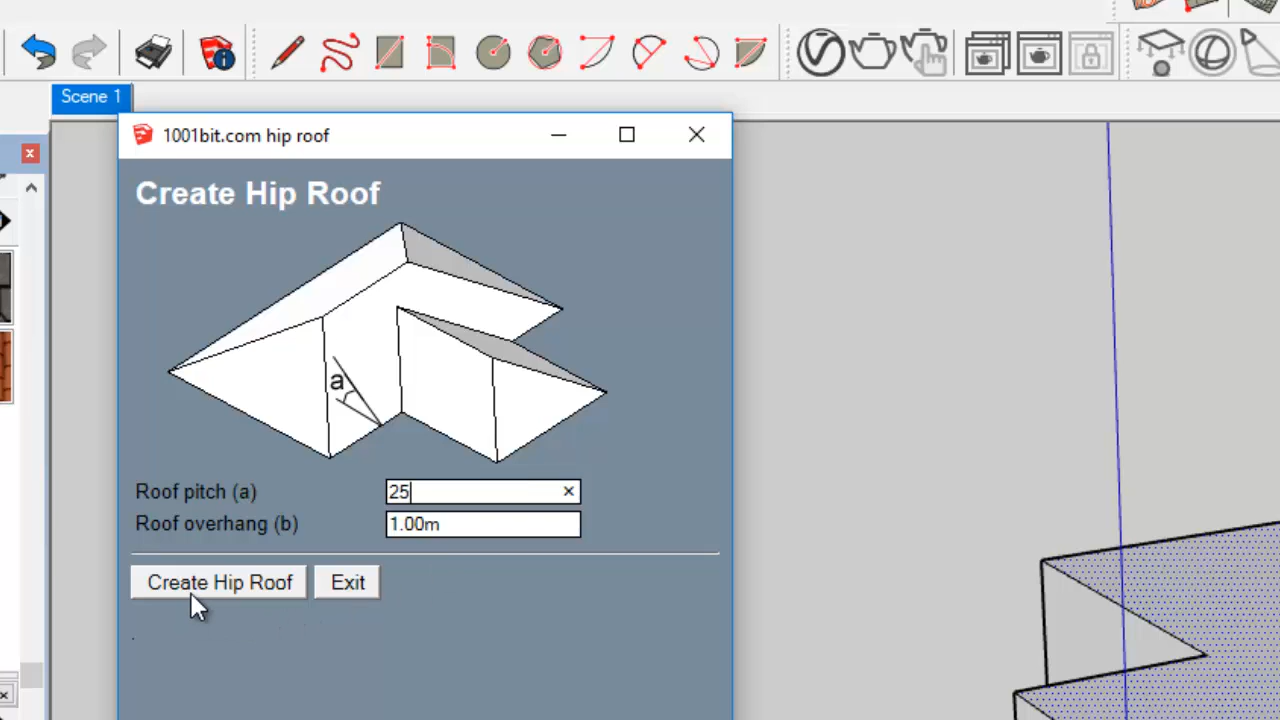 Scene 1
1001bit.com hip roof
Create Hip Roof
a
Roof pitch (a) 25
Roof overhang (b) 1.00m
Create Hip Roof Exit